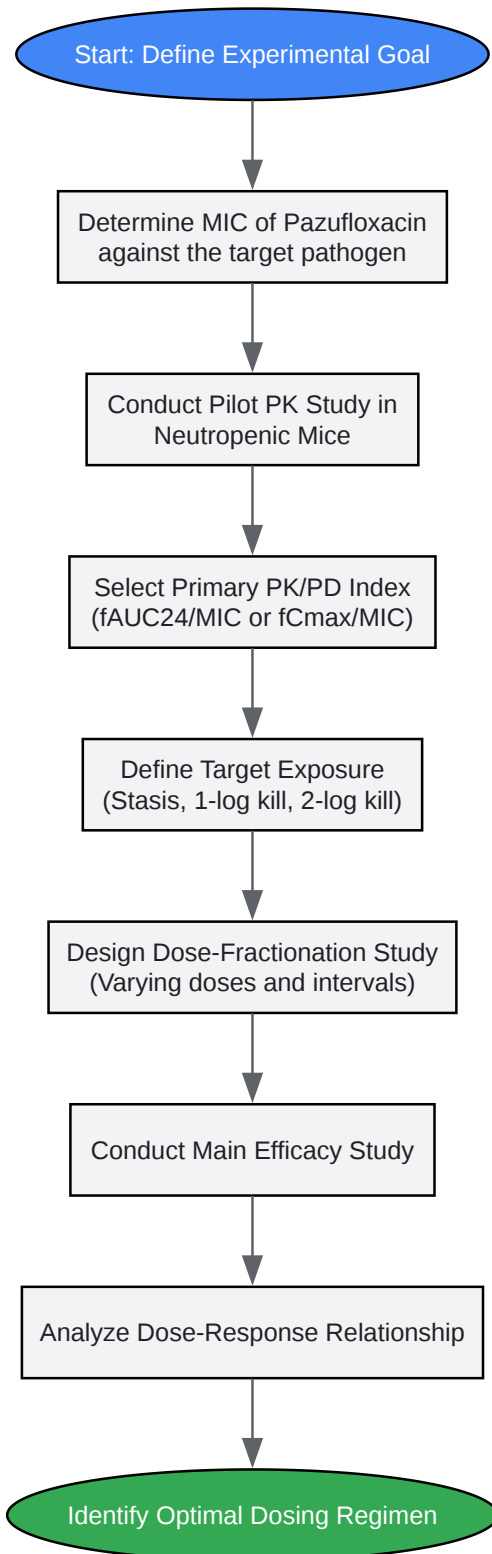 Start: Define Experimental Goal
Determine MIC of Pazufloxacin
against the target pathogen
Conduct Pilot PK Study in
Neutropenic Mice
Select Primary PK/PD Index
(fAUC24/MIC or fCmax/MIC)
Define Target Exposure
(Stasis, 1-log kill, 2-log kill)
Design Dose-Fractionation Study
(Varying doses and intervals)
Conduct Main Efficacy Study
Analyze Dose-Response Relationship
Identify Optimal Dosing Regimen